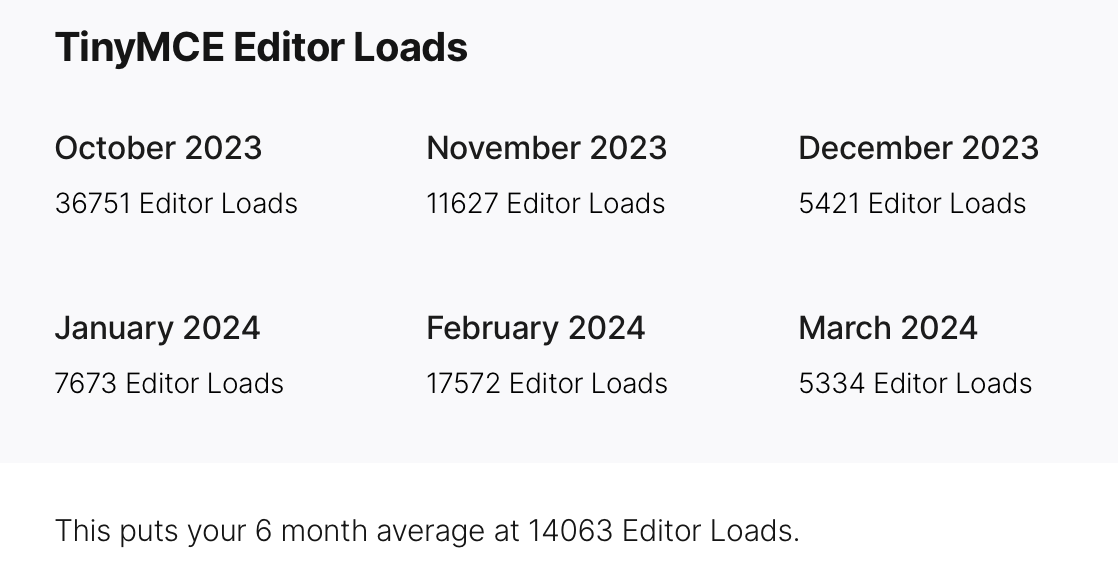 TinyMCE Editor Loads
October 2023
36751 Editor Loads
November 2023
11627 Editor Loads
December 2023
5421 Editor Loads
January 2024
7673 Editor Loads
February 2024
17572 Editor Loads
March 2024
5334 Editor Loads
This puts your 6 month average at 14063 Editor Loads.